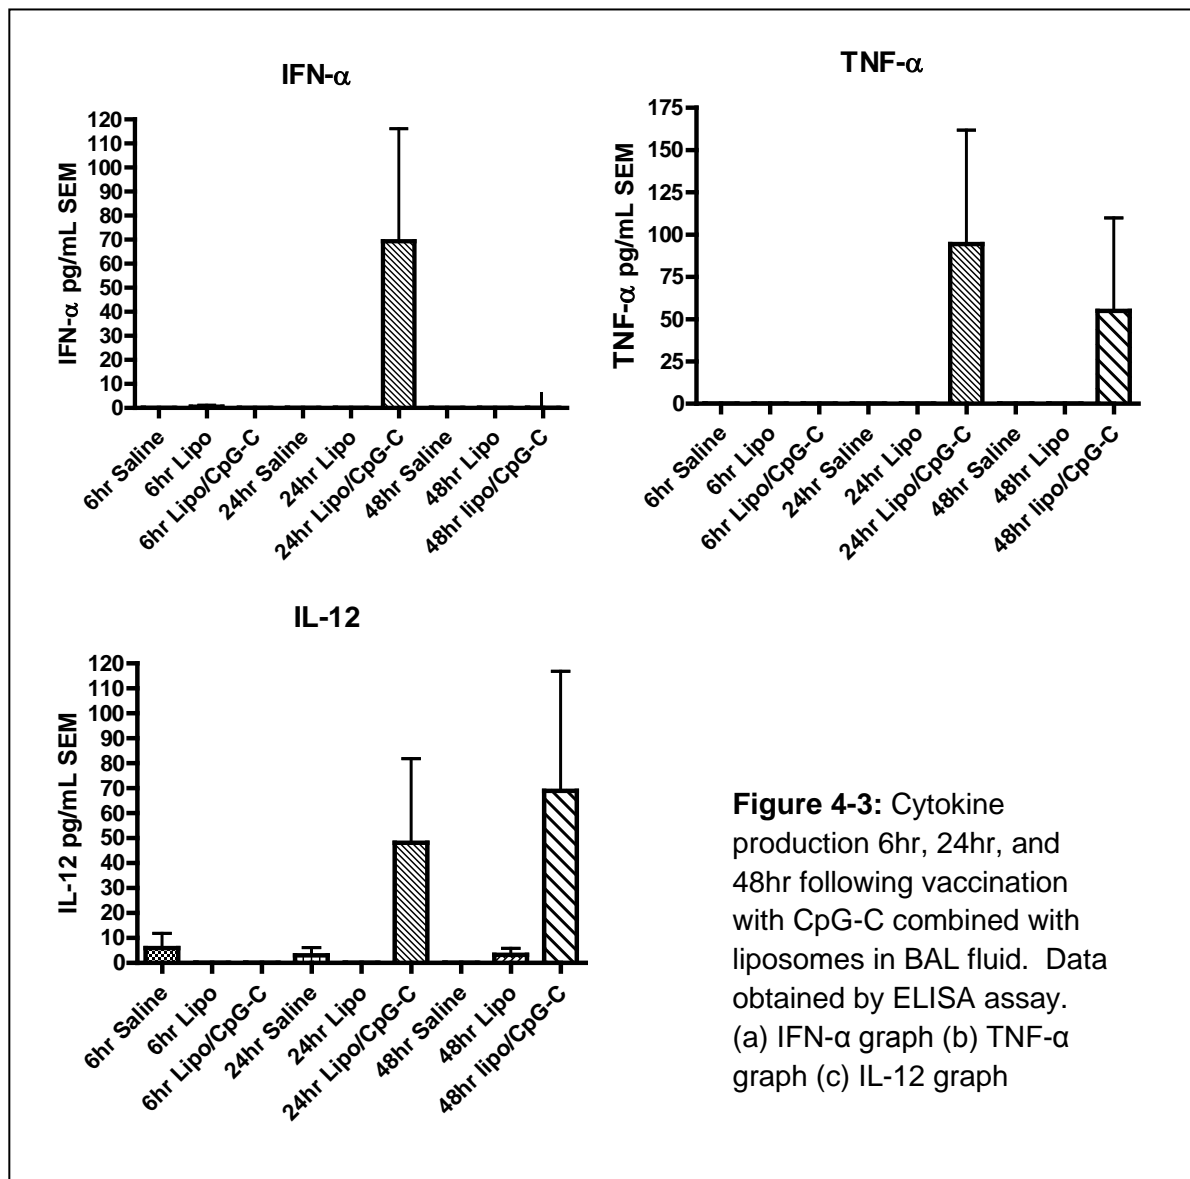 IFN-α
IFN-α pg/mL SEM
120
110
100
90
80
70
60
50
40
30
20
10
0
6hr Saline
6hr Lipo
6hr Lipo/CpG-C
24hr Saline
24hr Lipo
24hr Lipo/CpG-C
48hr Saline
48hr Lipo
48hr lipo/CpG-C
TNF-α
TNF-α pg/mL SEM
175
150
125
100
75
50
25
0
6hr Saline
6hr Lipo
6hr Lipo/CpG-C
24hr Saline
24hr Lipo
24hr Lipo/CpG-C
48hr Saline
48hr Lipo
48hr lipo/CpG-C
IL-12
IL-12 pg/mL SEM
120
110
100
90
80
70
60
50
40
30
20
10
0
6hr Saline
6hr Lipo
6hr Lipo/CpG-C
24hr Saline
24hr Lipo
24hr Lipo/CpG-C
48hr Saline
48hr Lipo
48hr lipo/CpG-C
Figure 4-3: Cytokine
production 6hr, 24hr, and
48hr following vaccination
with CpG-C combined with
liposomes in BAL fluid.  Data
obtained by ELISA assay.
(a) IFN-α graph (b) TNF-α
graph (c) IL-12 graph